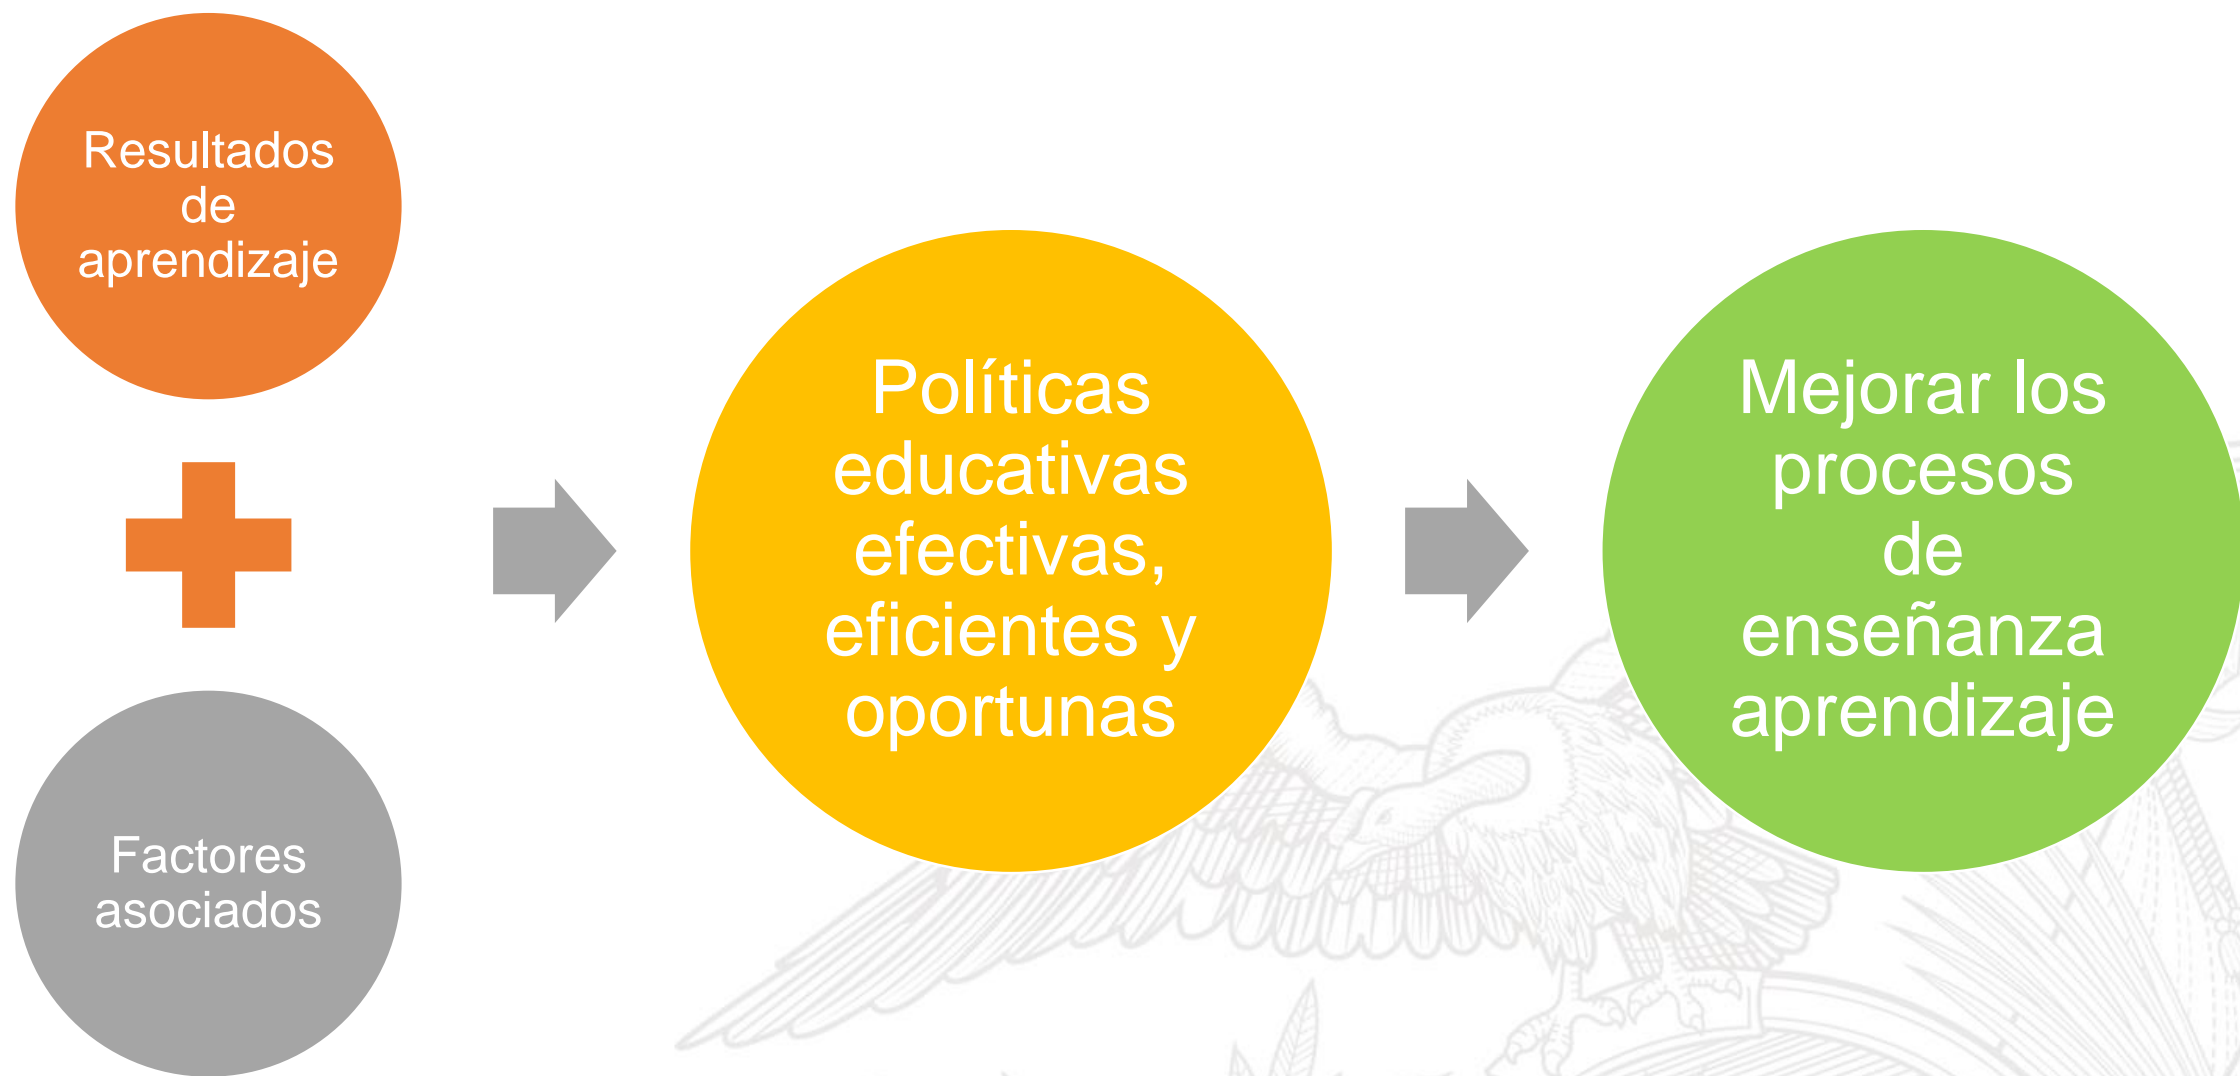 Resultados
de
aprendizaje
Factores
asociados
Políticas
educativas
efectivas,
eficientes y
oportunas
Mejorar los
procesos
de
enseñanza
aprendizaje